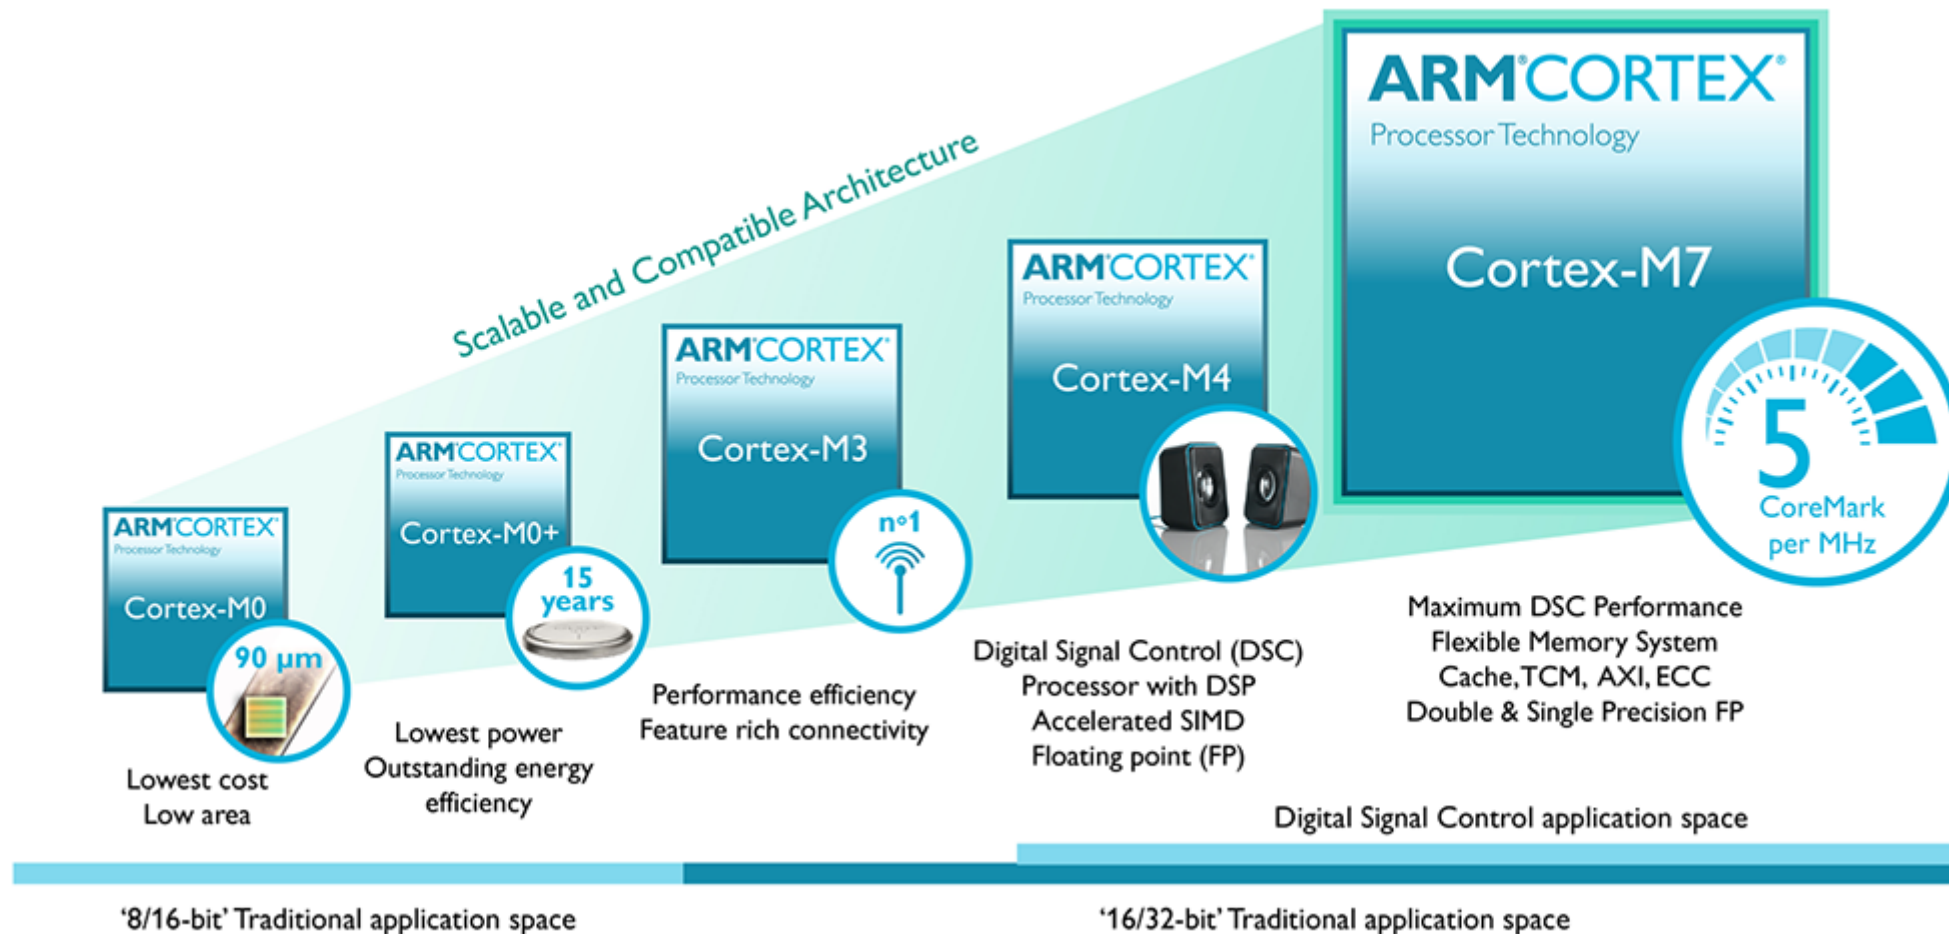 Scalable and Compatible Architecture
ARM®CORTEX®
Processor Technology
Cortex-M0
90 µm
Lowest cost
Low area
ARM®CORTEX®
Processor Technology
Cortex-M0+
15
years
Lowest power
Outstanding energy
efficiency
ARM®CORTEX®
Processor Technology
Cortex-M3
n°1
Performance efficiency
Feature rich connectivity
ARM®CORTEX®
Processor Technology
Cortex-M4
Digital Signal Control (DSC)
Processor with DSP
Accelerated SIMD
Floating point (FP)
ARM®CORTEX®
Processor Technology
Cortex-M7
5
CoreMark
per MHz
Maximum DSC Performance
Flexible Memory System
Cache, TCM, AXI, ECC
Double & Single Precision FP
Digital Signal Control application space
‘8/16-bit’ Traditional application space
‘16/32-bit’ Traditional application space